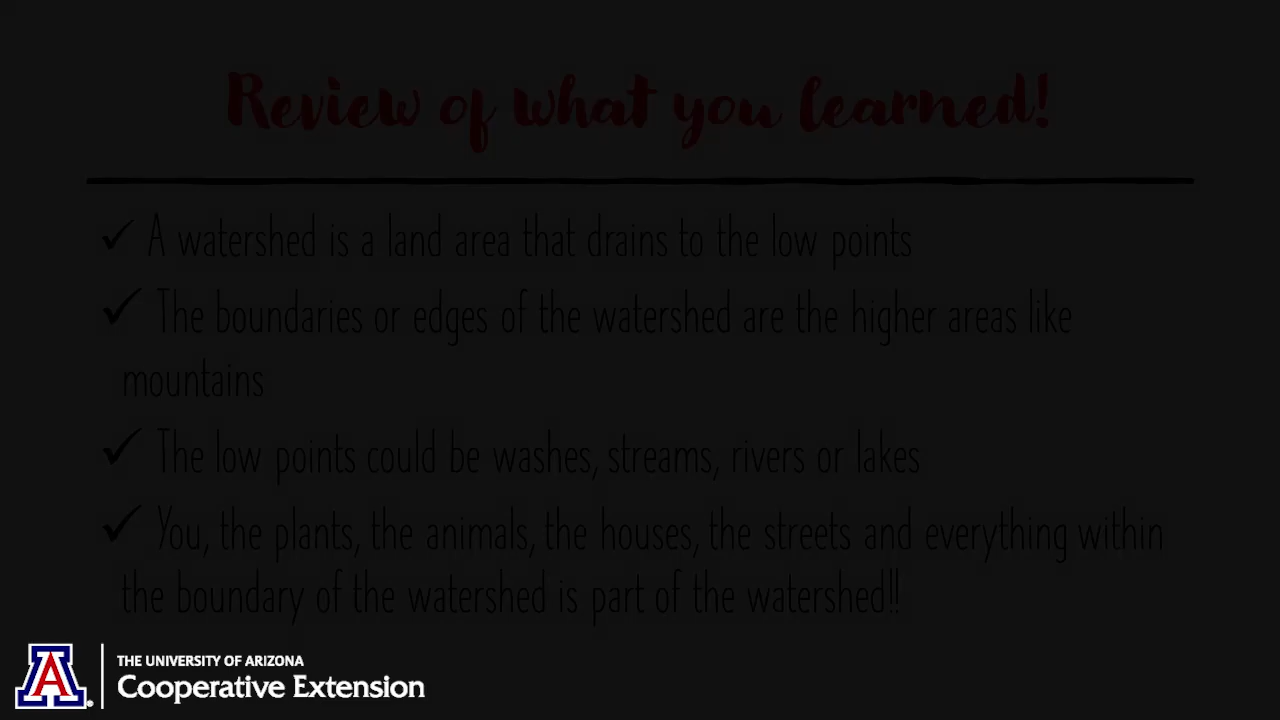 Review of what you learned!
✓ A watershed is a land area that drains to the low points
✓ The boundaries or edges of the watershed are the higher areas like
mountains
✓ The low points could be washes, streams, rivers or lakes
✓ You, the plants, the animals, the houses, the streets and everything within
the boundary of the watershed is part of the watershed!!
A
THE UNIVERSITY OF ARIZONA
Cooperative Extension